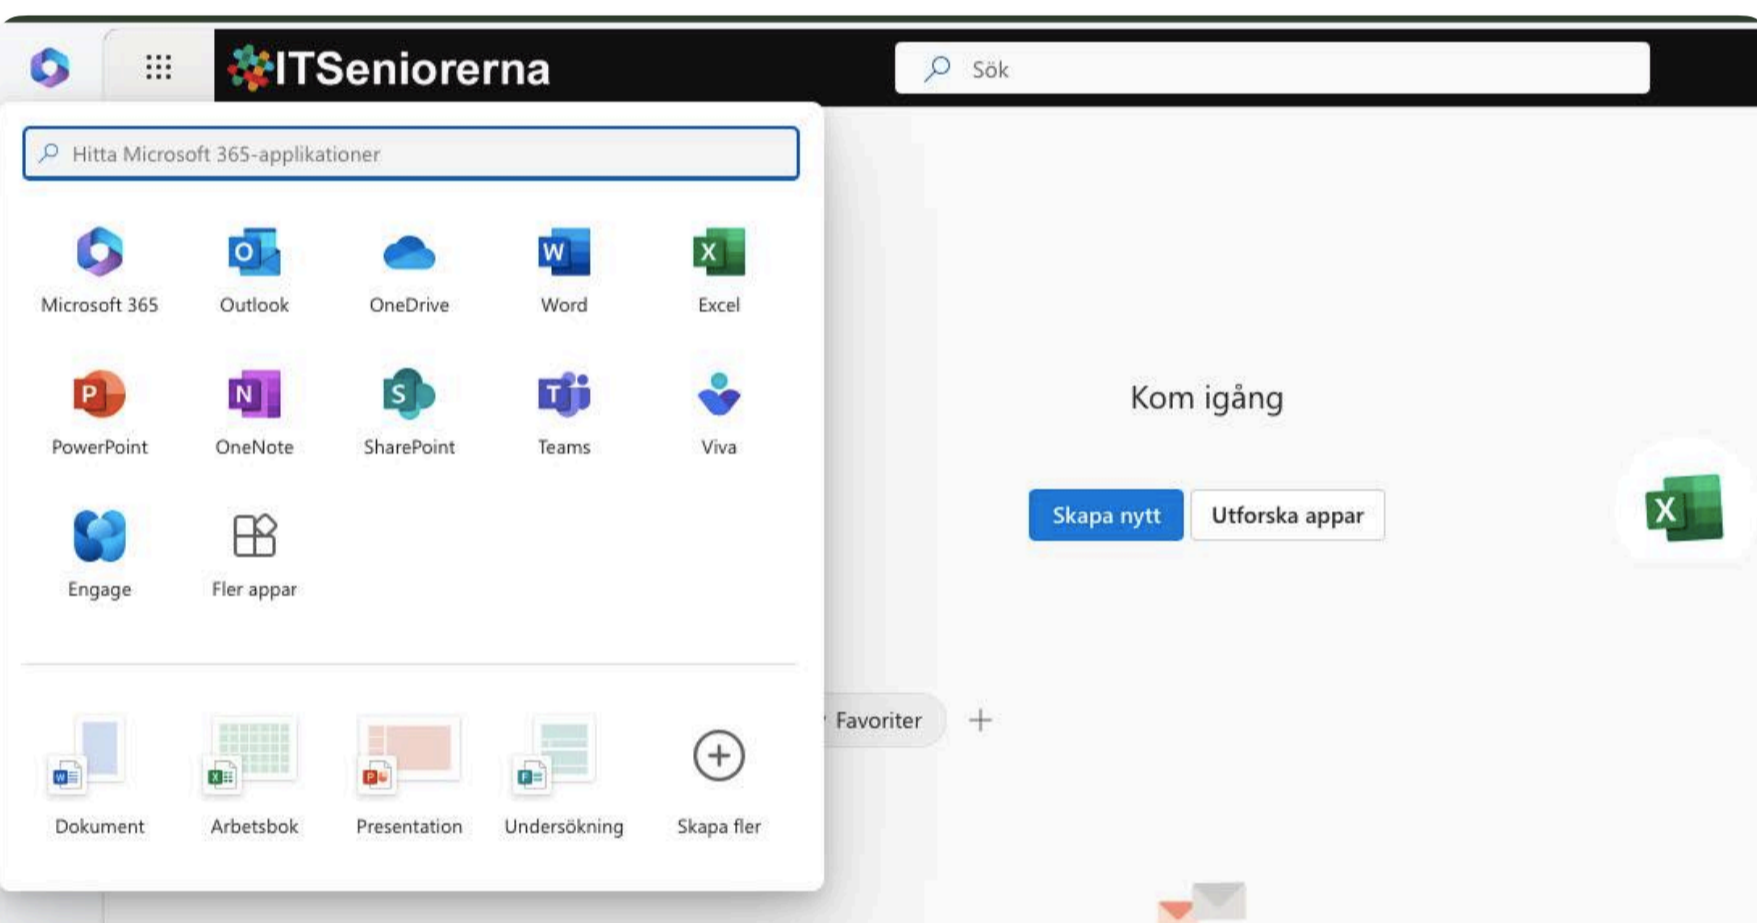 ITSeniorerna
Sök
Hitta Microsoft 365-applikationer
Microsoft 365
Outlook
OneDrive
Word
Excel
PowerPoint
OneNote
SharePoint
Teams
Viva
Engage
Fler appar
Dokument
Arbetsbok
Presentation
Undersökning
Skapa fler
Kom igång
Skapa nytt
Utforska appar
Favoriter